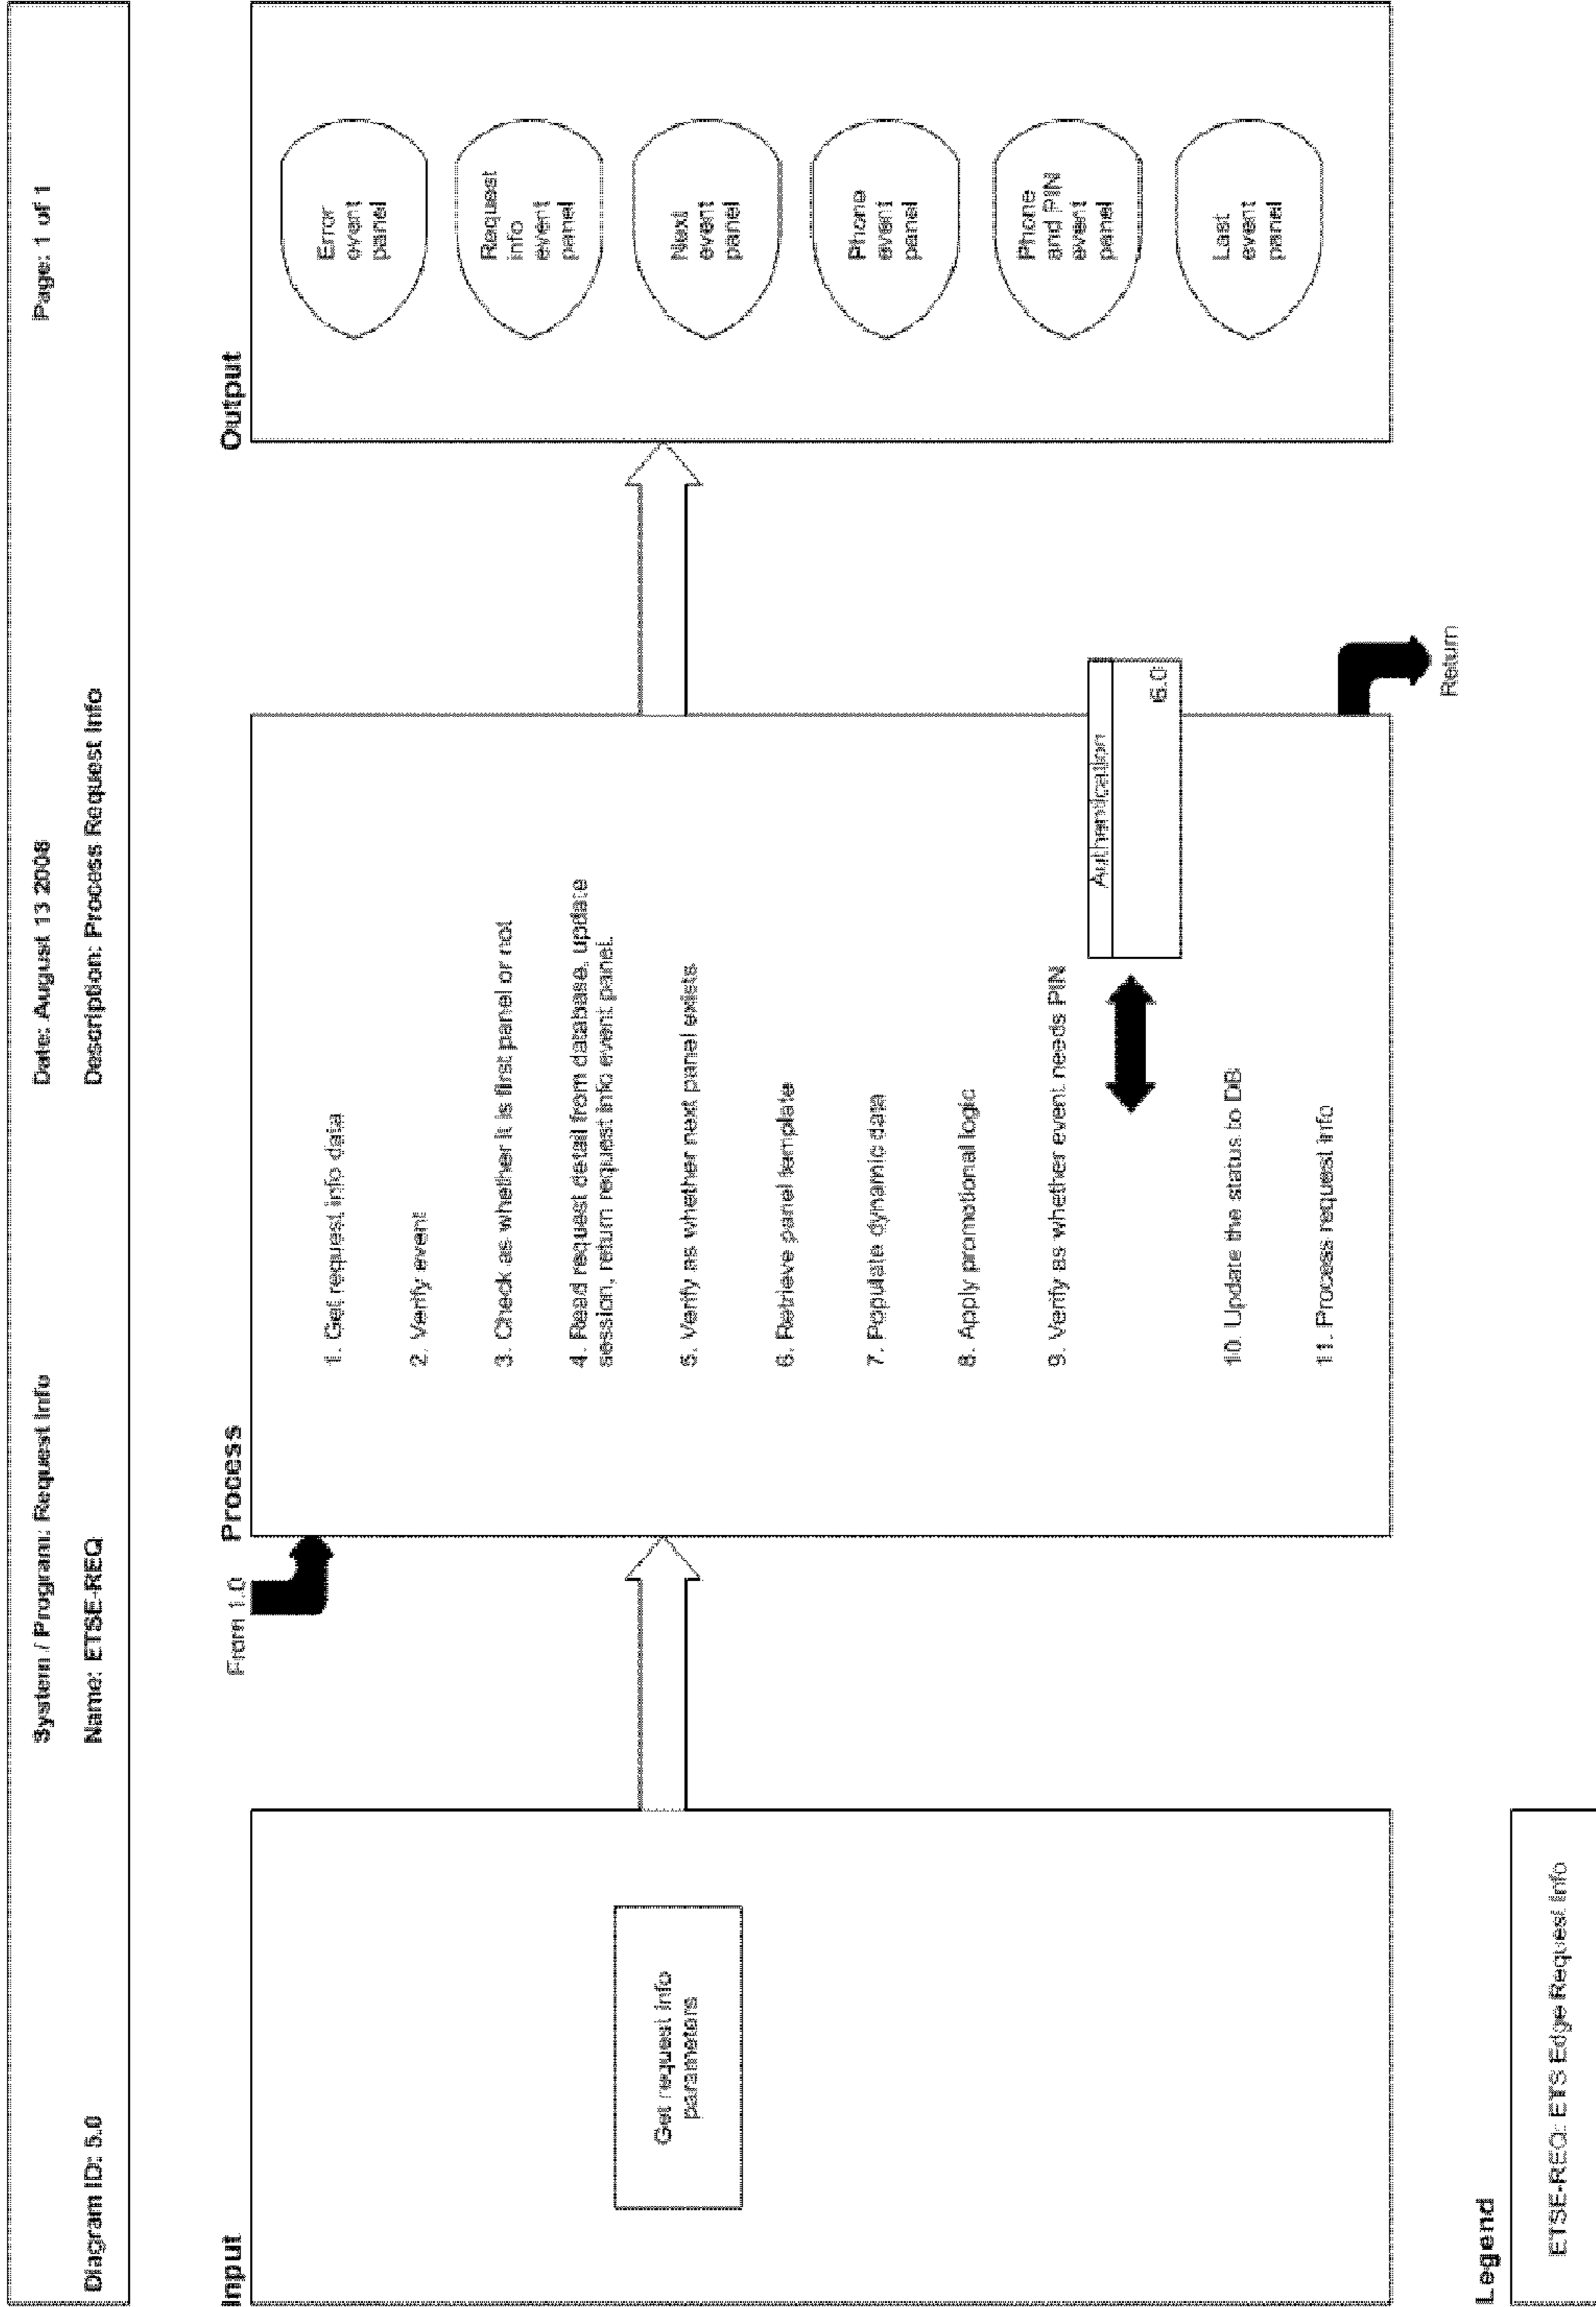 System / Program: Request Info
Date: August 13 2008
Page: 1 of 1
Diagram ID: 5.0
Name: ETSE-REQ
Description: Process Request Info
Input
Get request info
parameters
From 1.0
Process
1. Get request info data
2. Verify event
3. Check as whether it is first panel or not
4. Read request detail from database, update
session, return request info event panel.
5. Verify as whether next panel exists
6. Retrieve panel template
7. Populate dynamic data
8. Apply promotional logic
9. Verify as whether event needs PIN
Authentication
6.0
10. Update the status to DB
11. Process request info
Return
Output
Error
event
panel
Request
info
event
panel
Next
event
panel
Phone
event
panel
Phone
and PIN
event
panel
Last
event
panel
Legend
ETSE-REQ: ETS Edge Request Info